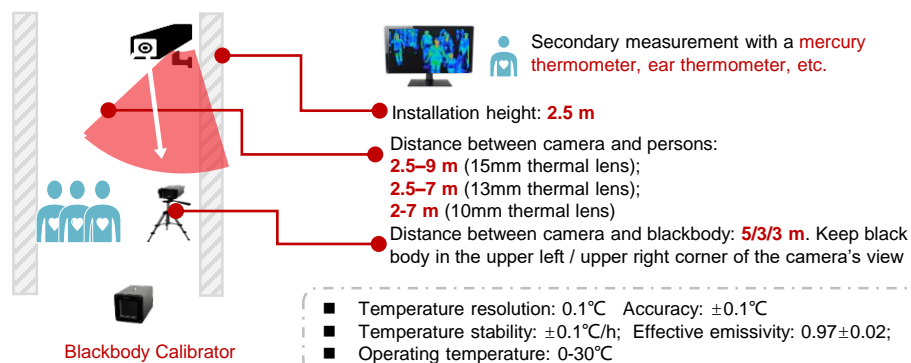 Secondary measurement with a mercury
thermometer, ear thermometer, etc.
Installation height: 2.5 m
Distance between camera and persons:
2.5–9 m (15mm thermal lens);
2.5–7 m (13mm thermal lens);
2-7 m (10mm thermal lens)
Distance between camera and blackbody: 5/3/3 m. Keep black
body in the upper left / upper right corner of the camera’s view
■ Temperature resolution: 0.1℃ Accuracy: ±0.1℃
■ Temperature stability: ±0.1℃/h; Effective emissivity: 0.97±0.02;
■ Operating temperature: 0-30℃
Blackbody Calibrator